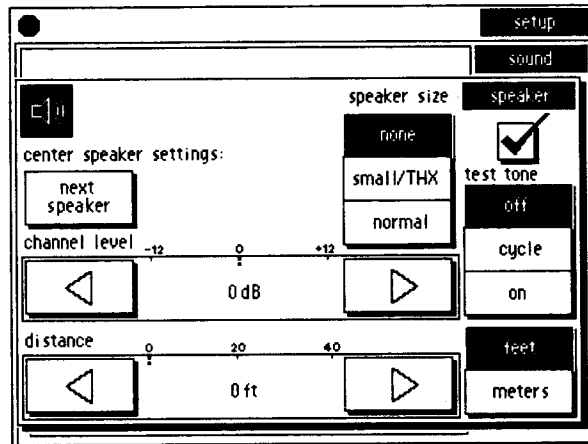 setup
sound
speaker size
speaker
none
center speaker settings:
small/THX
test tone
next
speaker
normal
off
channel level
-12 0 +12
cycle
0 dB
on
distance
0 20 40
feet
0 ft
meters